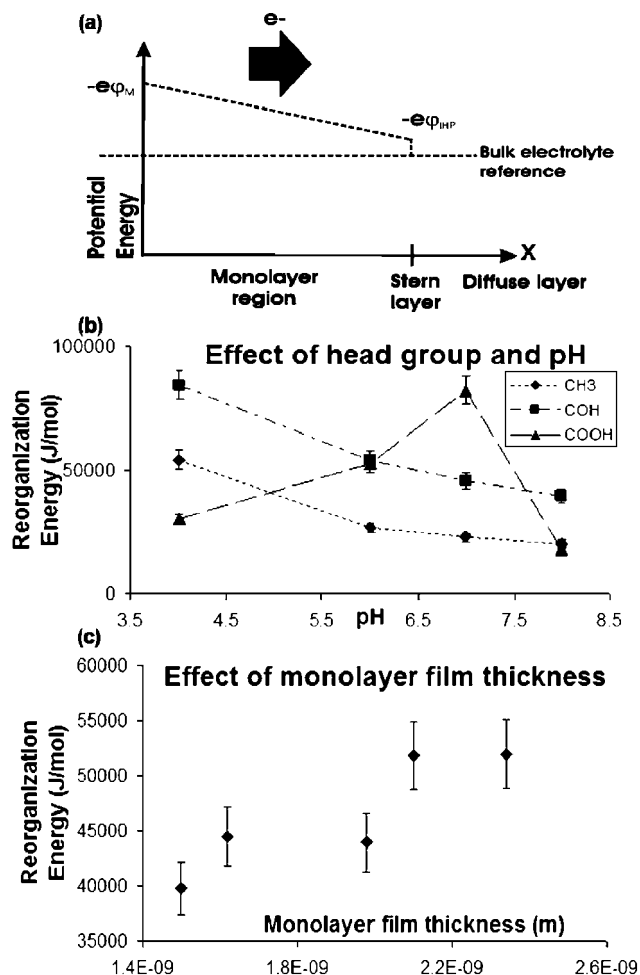 (a)
e-
-eφM
-eφIHP
Bulk electrolyte
reference
Potential
Energy
X
Monolayer
region
Stern
layer
Diffuse layer
(b)
Effect of head group and pH
CH3
COH
COOH
Reorganization
Energy (J/mol)
100000
50000
0
3.5
4.5
5.5
6.5
7.5
8.5
pH
(c)
Effect of monolayer film thickness
Reorganization
Energy (J/mol)
60000
55000
50000
45000
40000
35000
Monolayer film thickness (m)
1.4E-09
1.8E-09
2.2E-09
2.6E-09